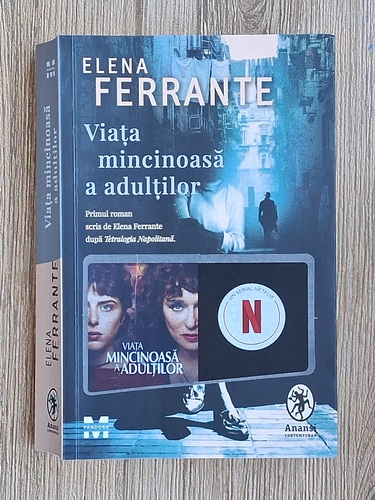 ELENA
FERRANTE
Viața
mincinoasă
a adulților
Primul roman
scris de Elena Ferrante
după Tetralogia Napolitană.
VIAȚA
MINCINOASĂ
A ADULȚILOR
UN SERIAL NETFLIX
N
PANDORA
M
Anansi
CONTEMPORAN
Viața mincinoasă
a adulților
ELENA
FERRANTE
Anansi